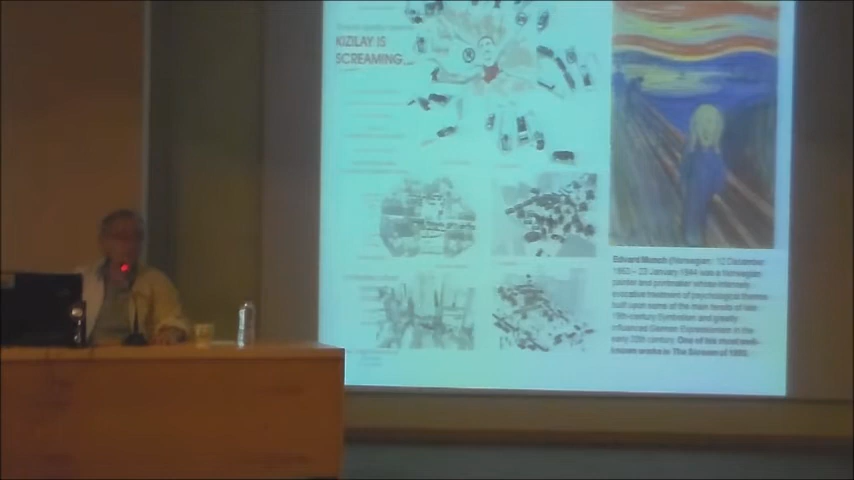 KIZILAY IS
SCREAMING...
Edvard Munch (Norwegian; 12 December
1863 – 23 January 1944 was a Norwegian
painter and printmaker whose intensely
evocative treatment of psychological themes
built upon some of the main tenets of late
19th-century Symbolism and greatly
influenced German Expressionism in the
early 20th century. One of his most well-
known works is The Scream of 1893.